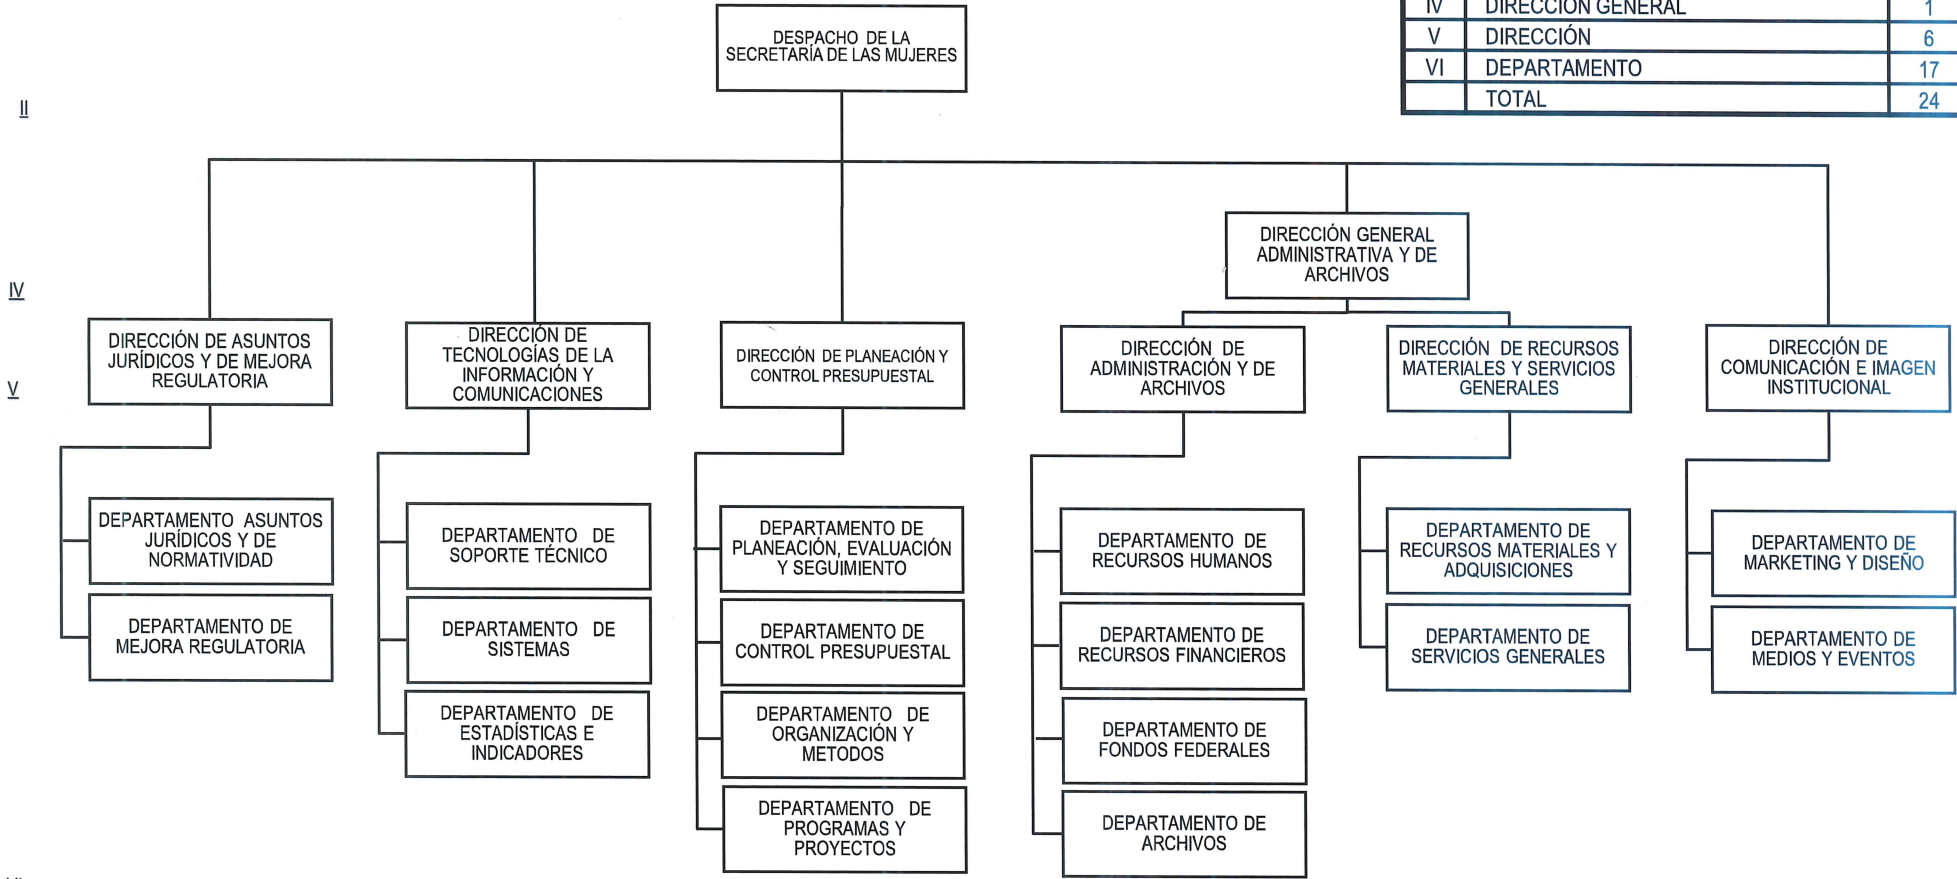 IV DIRECCIÓN GENERAL 1
V DIRECCIÓN 6
VI DEPARTAMENTO 17
TOTAL 24
DESPACHO DE LA
SECRETARÍA DE LAS MUJERES
II
DIRECCIÓN GENERAL
ADMINISTRATIVA Y DE
ARCHIVOS
IV
V
DIRECCIÓN DE ASUNTOS
JURÍDICOS Y DE MEJORA
REGULATORIA
DIRECCIÓN DE
TECNOLOGÍAS DE LA
INFORMACIÓN Y
COMUNICACIONES
DIRECCIÓN DE PLANEACIÓN Y
CONTROL PRESUPUESTAL
DIRECCIÓN DE
ADMINISTRACIÓN Y DE
ARCHIVOS
DIRECCIÓN DE RECURSOS
MATERIALES Y SERVICIOS
GENERALES
DIRECCIÓN DE
COMUNICACIÓN E IMAGEN
INSTITUCIONAL
DEPARTAMENTO ASUNTOS
JURÍDICOS Y DE
NORMATIVIDAD
DEPARTAMENTO DE
MEJORA REGULATORIA
DEPARTAMENTO DE
SOPORTE TÉCNICO
DEPARTAMENTO DE
SISTEMAS
DEPARTAMENTO DE
ESTADÍSTICAS E
INDICADORES
DEPARTAMENTO DE
PLANEACIÓN, EVALUACIÓN
Y SEGUIMIENTO
DEPARTAMENTO DE
CONTROL PRESUPUESTAL
DEPARTAMENTO DE
ORGANIZACIÓN Y
METODOS
DEPARTAMENTO DE
PROGRAMAS Y
PROYECTOS
DEPARTAMENTO DE
RECURSOS HUMANOS
DEPARTAMENTO DE
RECURSOS FINANCIEROS
DEPARTAMENTO DE
FONDOS FEDERALES
DEPARTAMENTO DE
ARCHIVOS
DEPARTAMENTO DE
RECURSOS MATERIALES Y
ADQUISICIONES
DEPARTAMENTO DE
SERVICIOS GENERALES
DEPARTAMENTO DE
MARKETING Y DISEÑO
DEPARTAMENTO DE
MEDIOS Y EVENTOS